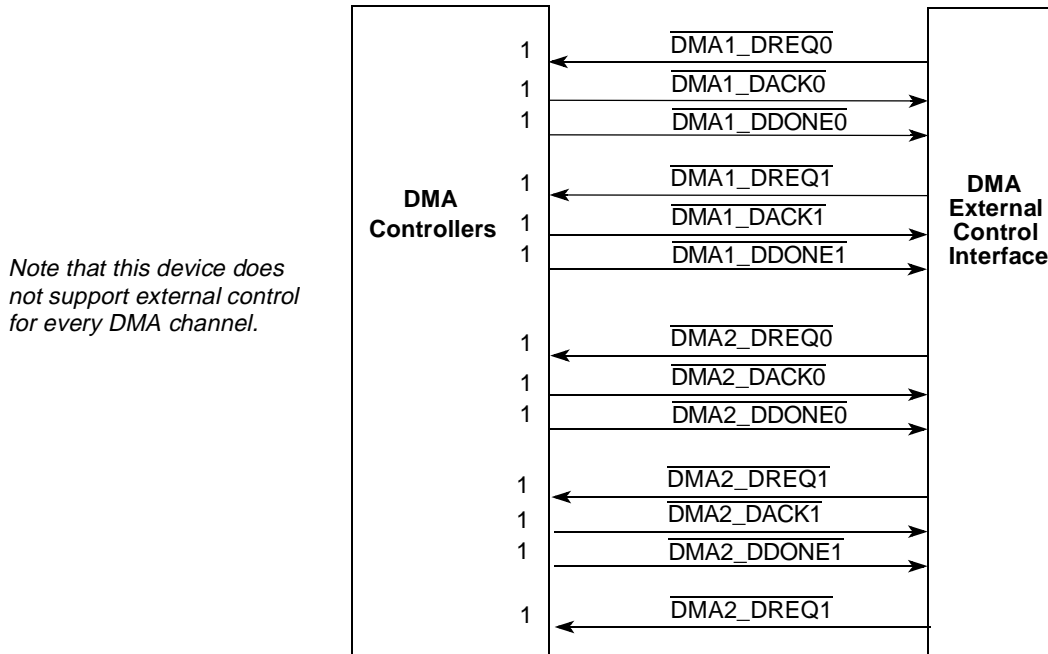 Note that this device does
not support external control
for every DMA channel.
DMA
Controllers
1 DMA1_DREQ0
1 DMA1_DACK0
1 DMA1_DDONE0
1 DMA1_DREQ1
1 DMA1_DACK1
1 DMA1_DDONE1
1 DMA2_DREQ0
1 DMA2_DACK0
1 DMA2_DDONE0
1 DMA2_DREQ1
1 DMA2_DACK1
1 DMA2_DDONE1
1 DMA2_DREQ1
DMA
External
Control
Interface